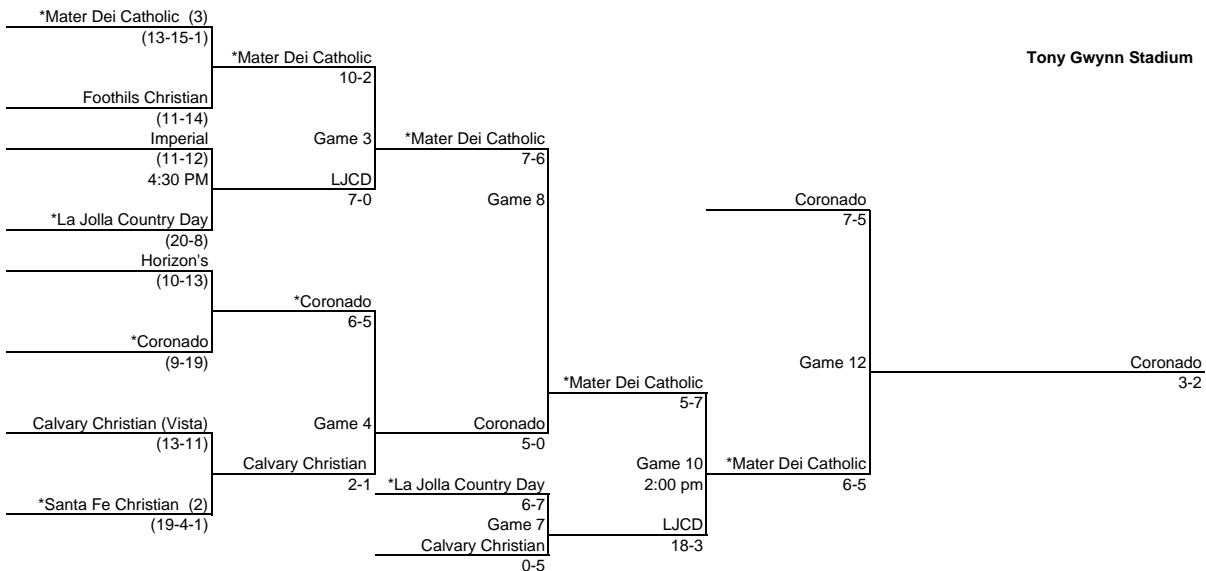 *Mater Dei Catholic (3)
(13-15-1)
*Mater Dei Catholic
Tony Gwynn Stadium
10-2
Foothils Christian
(11-14)
Imperial
Game 3
*Mater Dei Catholic
(11-12)
7-6
4:30 PM
LJCD
7-0
Game 8
Coronado
*La Jolla Country Day
7-5
(20-8)
Horizon's
(10-13)
*Coronado
6-5
*Coronado
(9-19)
Game 12
Coronado
*Mater Dei Catholic
3-2
5-7
Calvary Christian (Vista)
Game 4
Coronado
(13-11)
5-0
Calvary Christian
Game 10
*Mater Dei Catholic
2-1
*La Jolla Country Day
2:00 pm
6-5
*Santa Fe Christian (2)
6-7
(19-4-1)
Game 7
LJCD
Calvary Christian
18-3
0-5